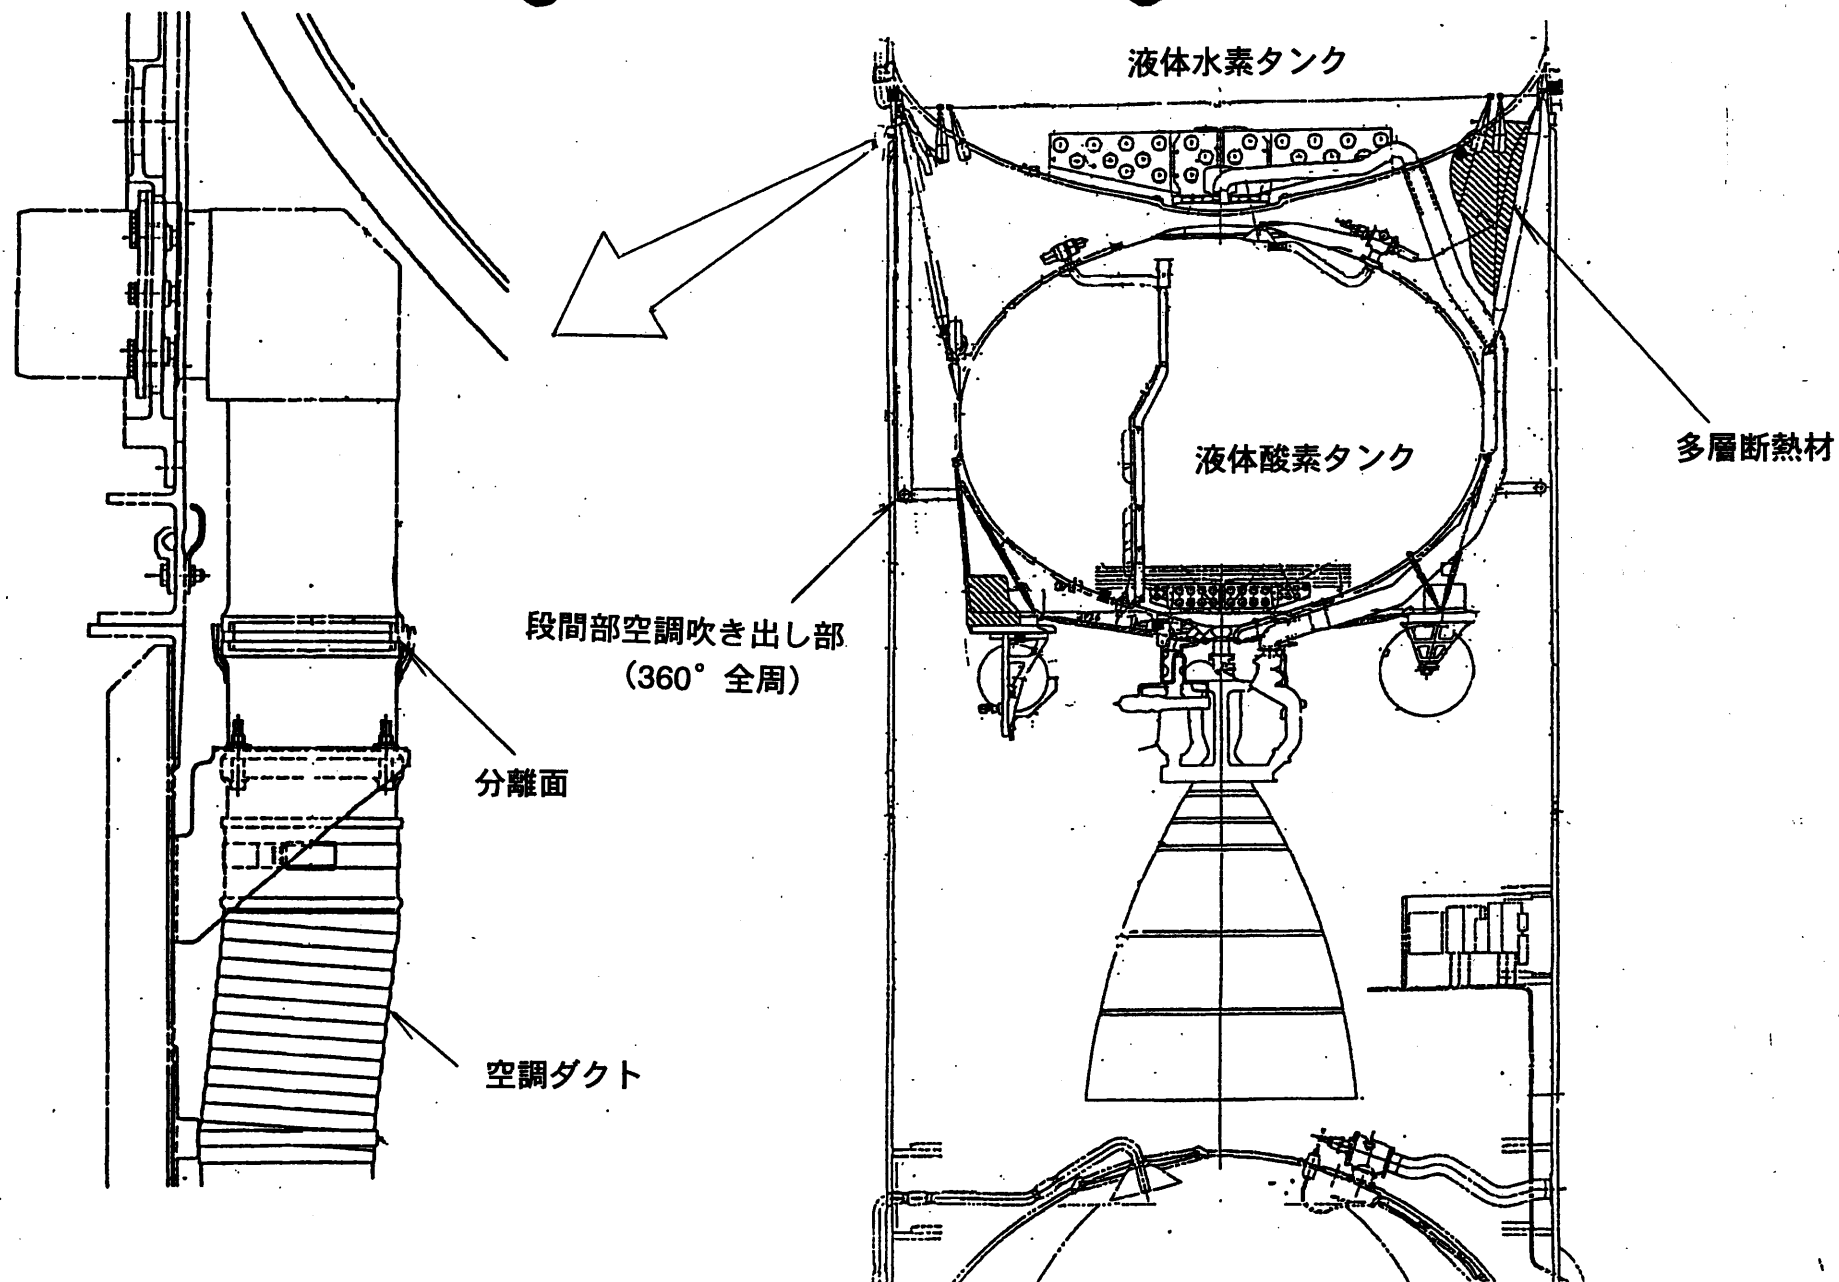 液体水素タンク
多層断熱材
液体酸素タンク
段間部空調吹き出し部
（360°全周）
分離面
空調ダクト